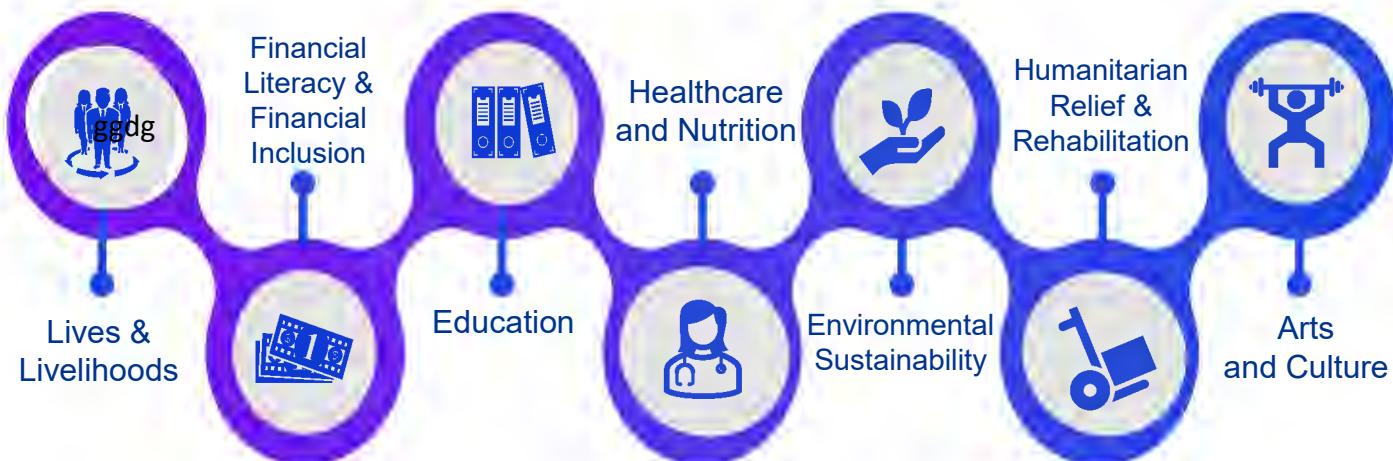 ggdg
Lives &
Livelihoods
Financial
Literacy &
Financial
Inclusion
Education
Healthcare
and Nutrition
Environmental
Sustainability
Humanitarian
Relief &
Rehabilitation
Arts
and Culture